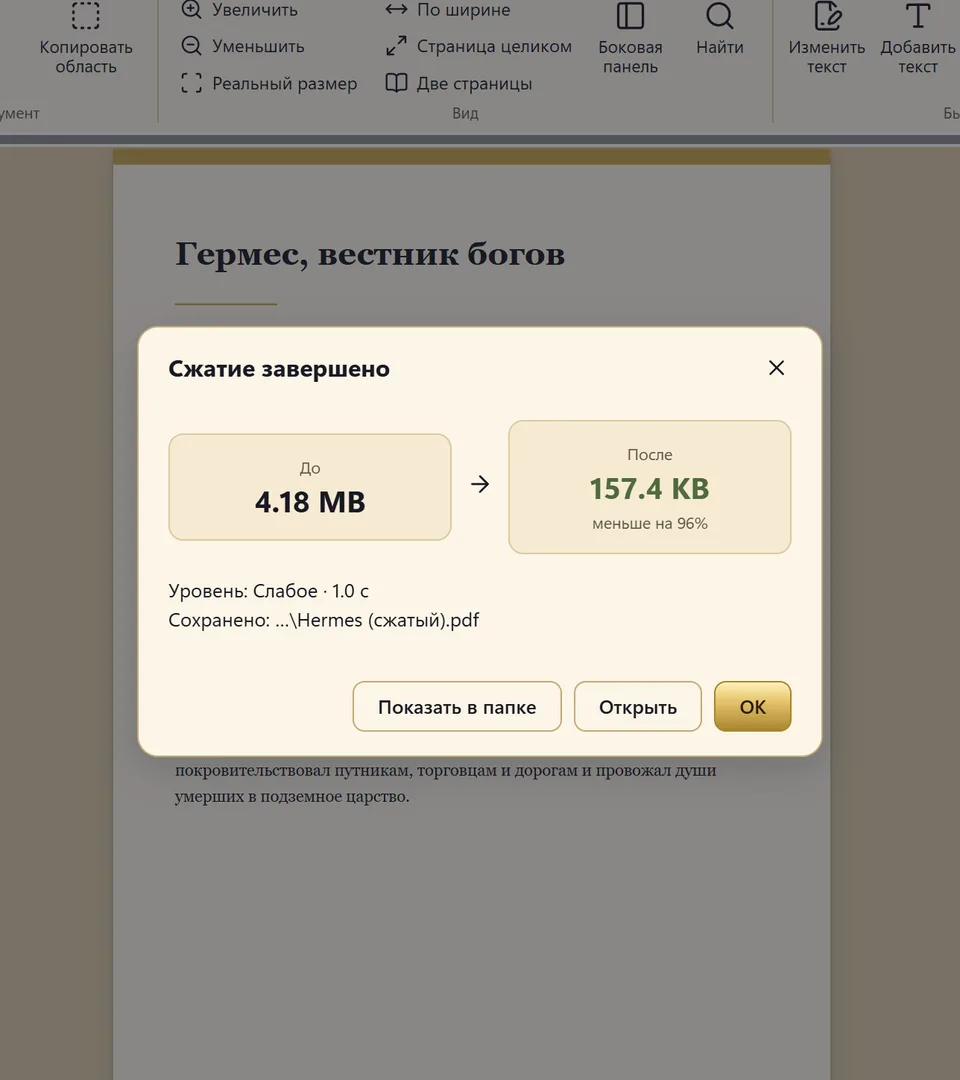 Копировать
область
Увеличить
Уменьшить
Реальный размер
По ширине
Страница целиком
Две страницы
Боковая
панель
Найти
Изменить
текст
Добавить
текст
умент
Вид
Бы
Гермес, вестник богов
Сжатие завершено
До
4.18 MB
После
157.4 KB
меньше на 96%
Уровень: Слабое · 1.0 с
Сохранено: ...\Hermes (сжатый).pdf
Показать в папке
Открыть
ОК
покровительствовал путникам, торговцам и дорогам и провожал души
умерших в подземное царство.